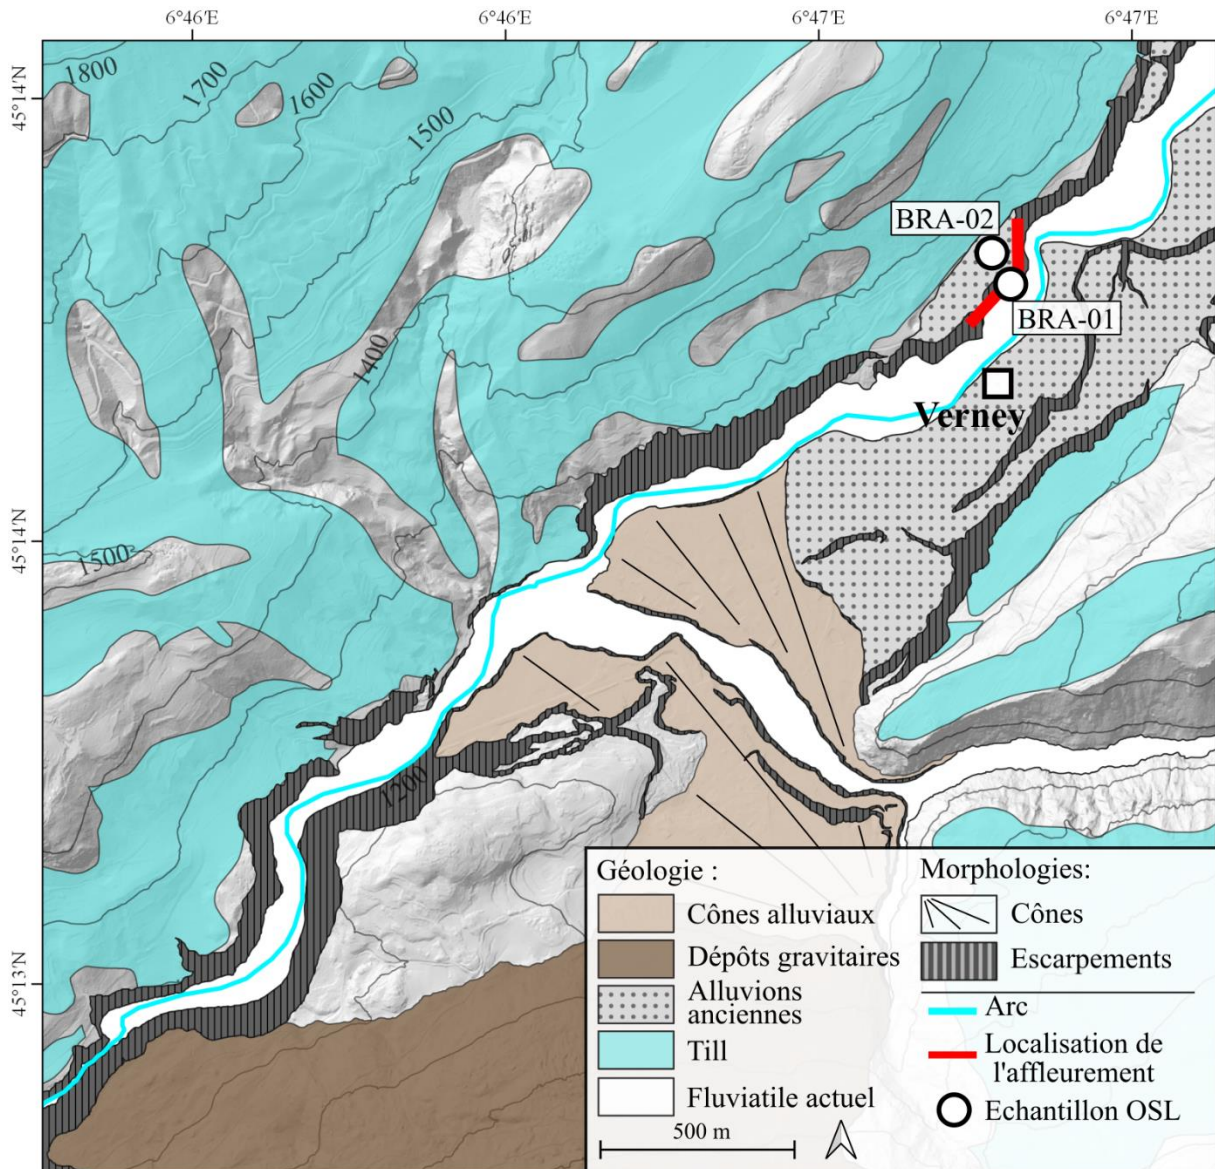 6°46'E
6°46'E
6°47'E
6°47'E
45°14'N
45°14'N
45°13'N
1800
1700
1600
1500
1400
1500
1200
BRA-02
BRA-01
Verney
Géologie :
Cônes alluviaux
Dépôts gravitaires
Alluvions
anciennes
Till
Fluviatile actuel
500 m
Morphologies:
Cônes
Escarpements
Arc
Localisation de
l'affleurement
Echantillon OSL